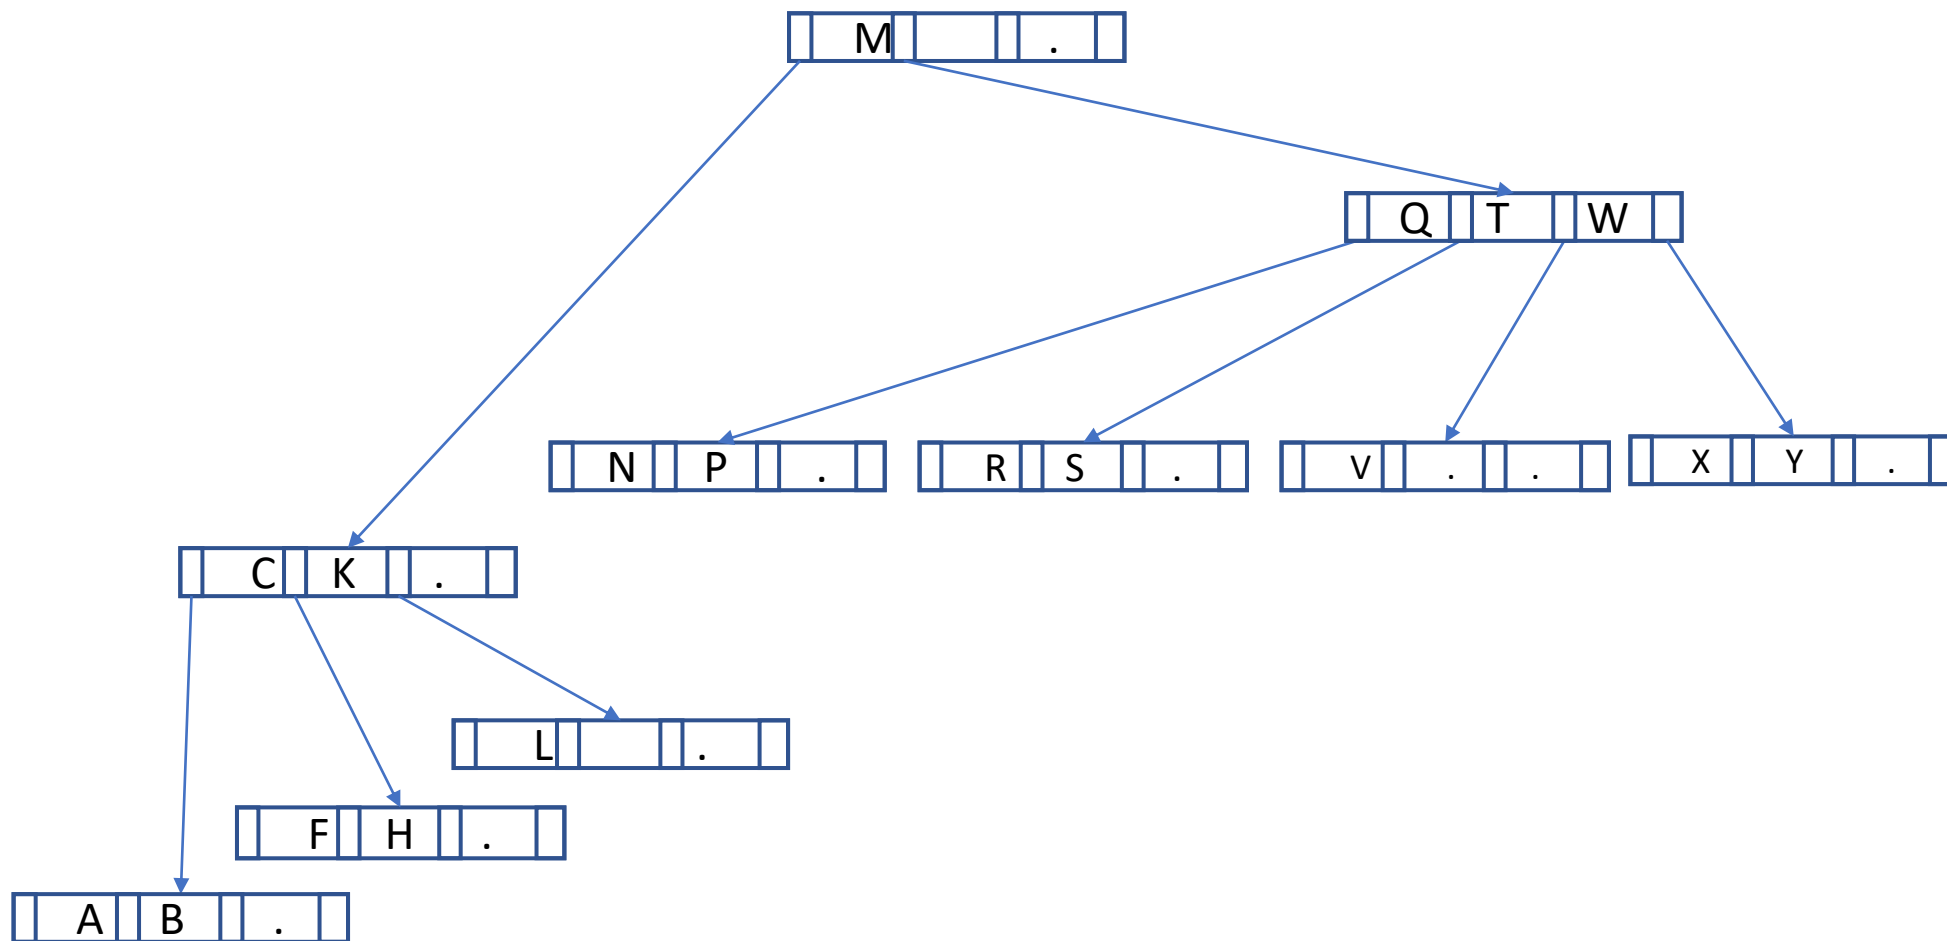 M .
Q T W
N P . R S . V . . X Y .
C K .
L .
F H .
A B .